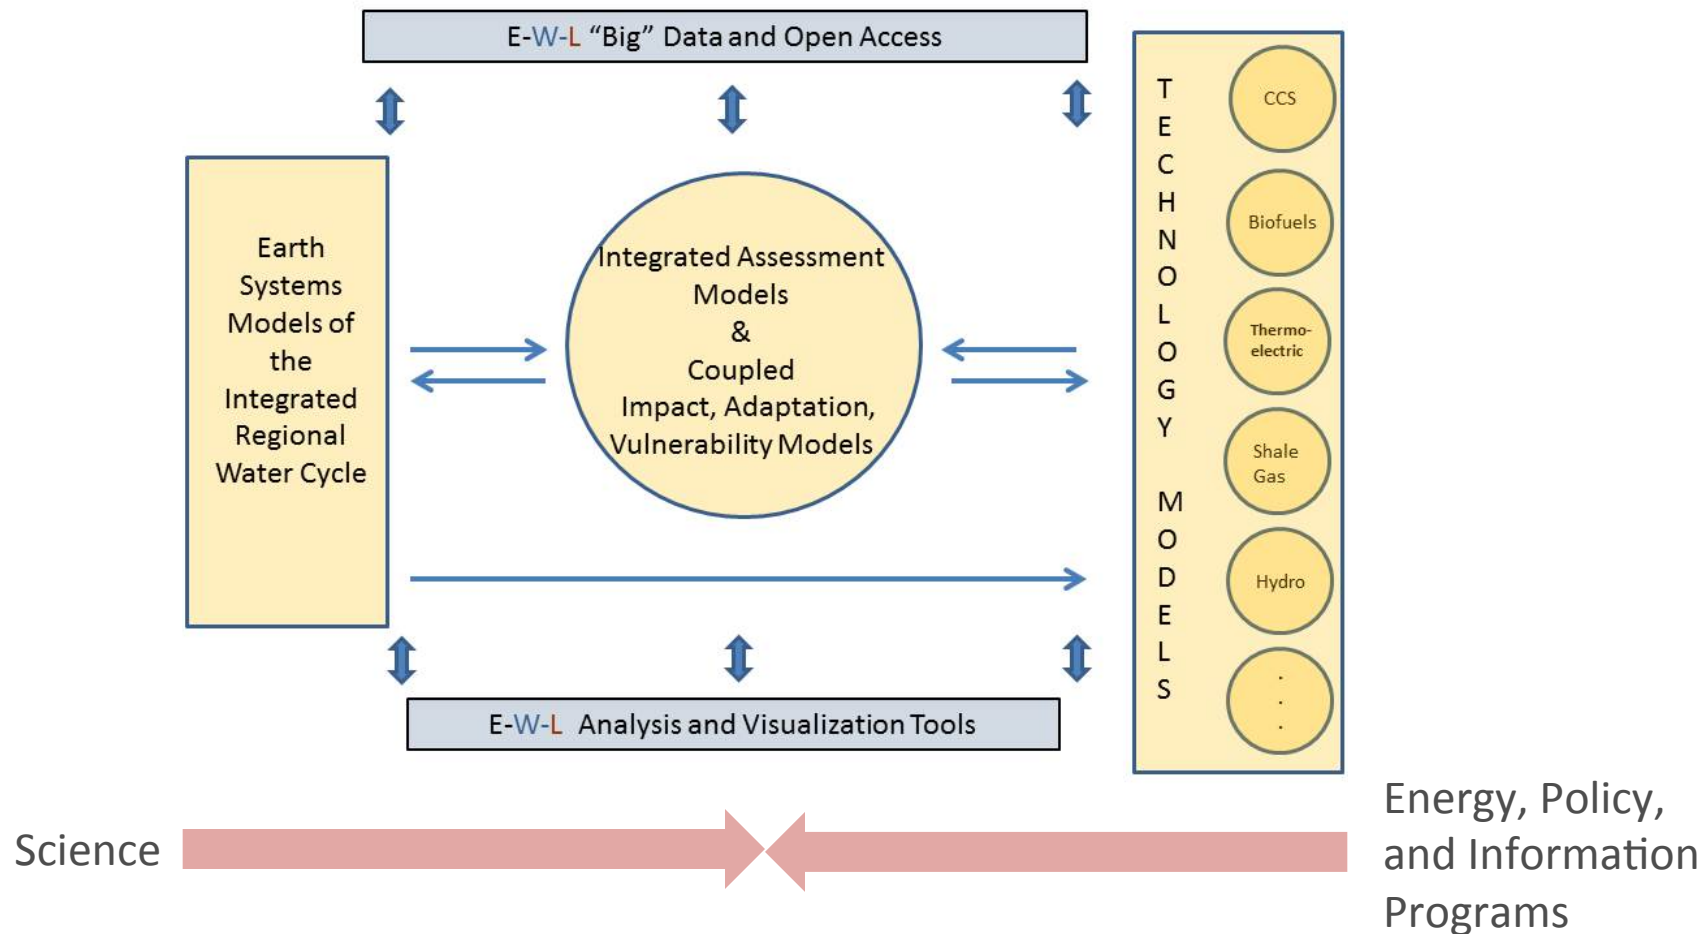 E-W-L “Big” Data and Open Access
Earth
Systems
Models of
the
Integrated
Regional
Water Cycle
Integrated Assessment
Models
&
Coupled
Impact, Adaptation,
Vulnerability Models
TECHNOLOGY MODELS
CCS
Biofuels
Thermo-
electric
Shale
Gas
Hydro
.
.
.
E-W-L Analysis and Visualization Tools
Science
Energy, Policy,
and Information
Programs